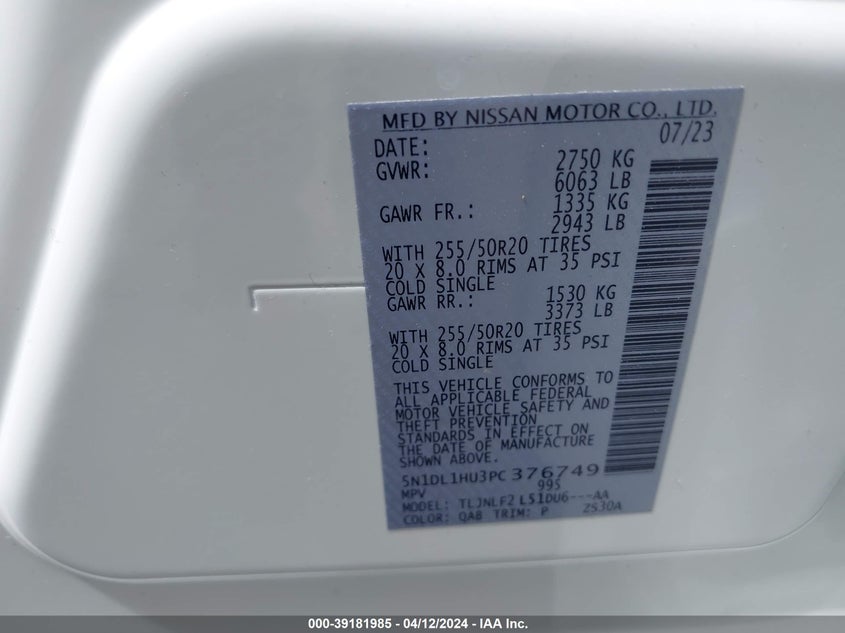 MFD BY NISSAN MOTOR CO., LTD.
DATE: 07/23
GVWR: 2750 KG
6063 LB
GAWR FR.: 1335 KG
2943 LB
WITH 255/50R20 TIRES
20 X 8.0 RIMS AT 35 PSI
COLD SINGLE
GAWR RR.: 1530 KG
3373 LB
WITH 255/50R20 TIRES
20 X 8.0 RIMS AT 35 PSI
COLD SINGLE
THIS VEHICLE CONFORMS TO
ALL APPLICABLE FEDERAL
MOTOR VEHICLE SAFETY AND
THEFT PREVENTION
STANDARDS IN EFFECT ON
THE DATE OF MANUFACTURE
SHOWN ABOVE.
5N1DL1HU3PC376749
MPV 995
MODEL: TLJNLF2 L51DU6---AA
COLOR: QAB TRIM: P 2S30A
000-39181985 - 04/12/2024 - IAA Inc.